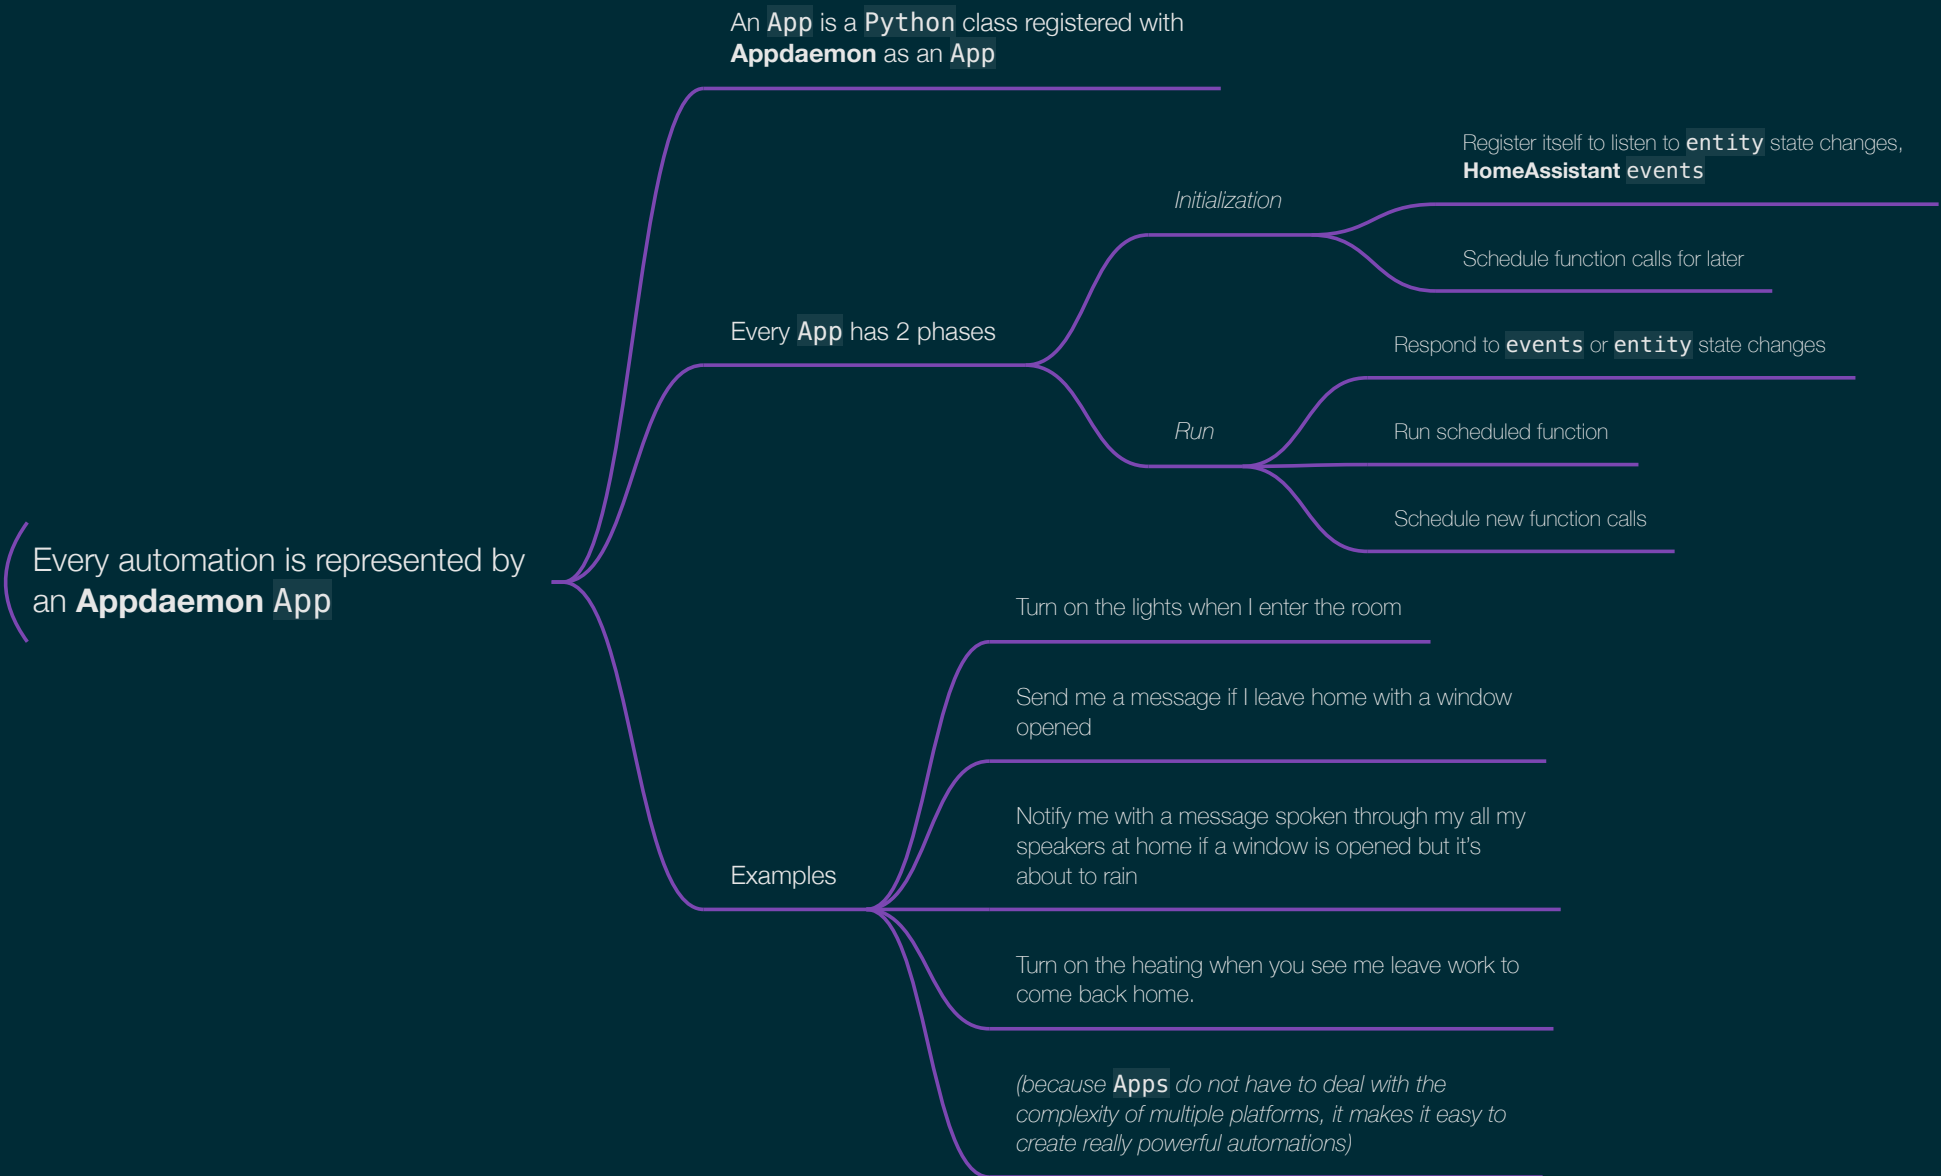 An App is a Python class registered with
Appdaemon as an App
Register itself to listen to entity state changes,
HomeAssistant events
Initialization
Schedule function calls for later
Every App has 2 phases
Respond to events or entity state changes
Run
Run scheduled function
Schedule new function calls
Every automation is represented by
an Appdaemon App
Turn on the lights when I enter the room
Send me a message if I leave home with a window
opened
Notify me with a message spoken through my all my
speakers at home if a window is opened but it's
about to rain
Examples
Turn on the heating when you see me leave work to
come back home.
(because Apps do not have to deal with the
complexity of multiple platforms, it makes it easy to
create really powerful automations)